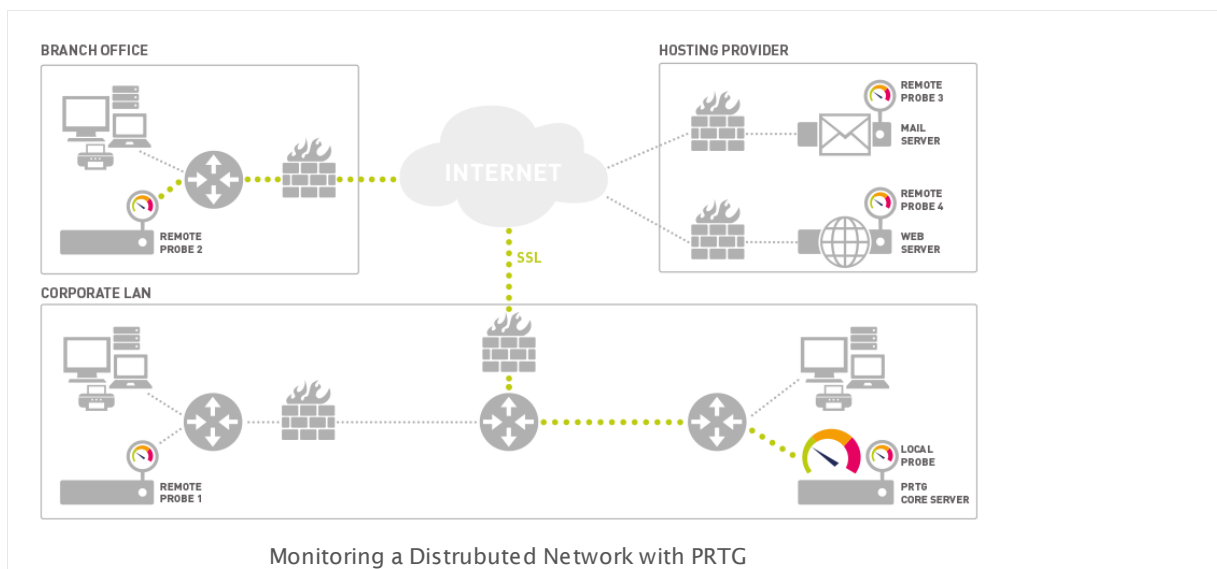 BRANCH OFFICE
HOSTING PROVIDER
REMOTE
PROBE 3
MAIL
SERVER
INTERNET
REMOTE
PROBE 4
WEB
SERVER
REMOTE
PROBE 2
SSL
CORPORATE LAN
LOCAL
PROBE
REMOTE
PROBE 1
PRTG
CORE SERVER
Monitoring a Distrubuted Network with PRTG